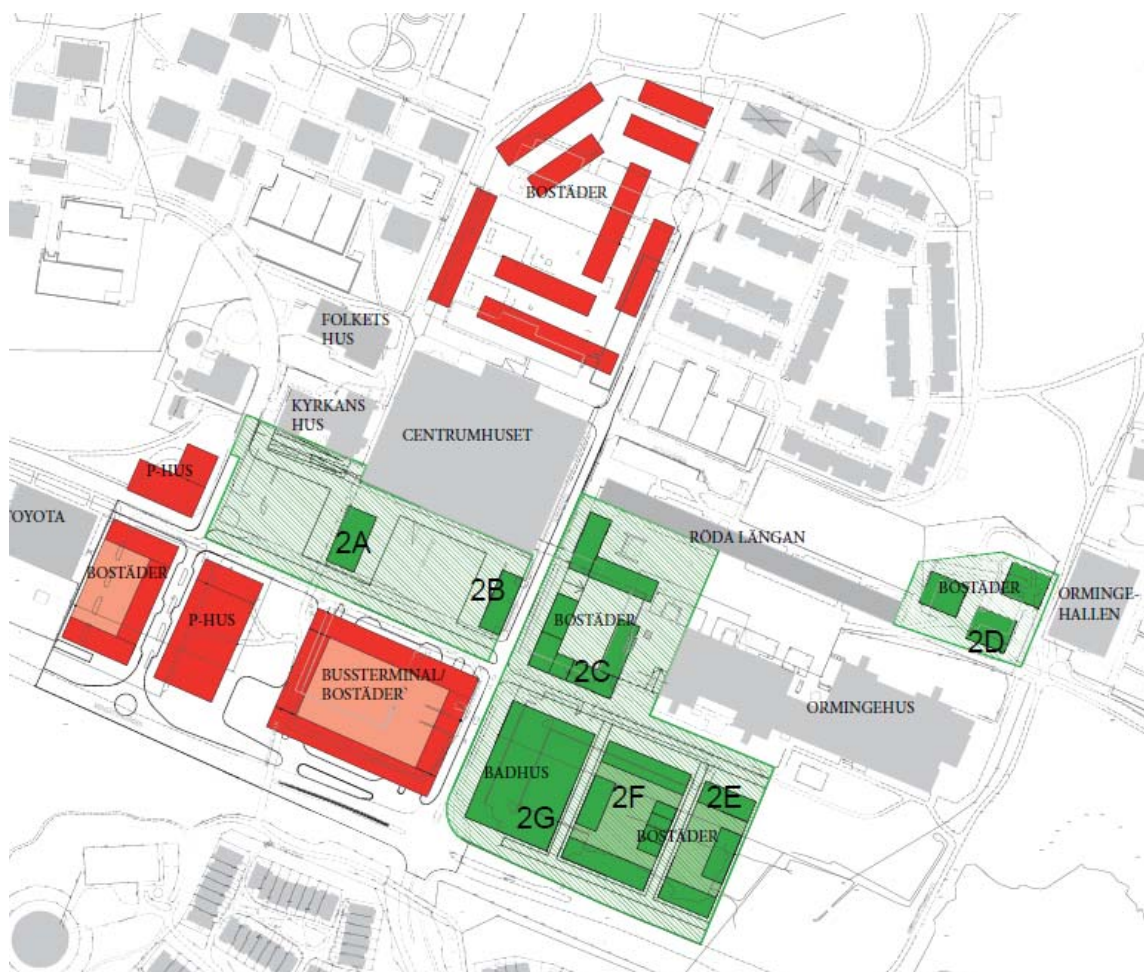 BOSTÄDER
FOLKETS
HUS
KYRKANS
HUS
CENTRUMHUSET
P-HUS
TOYOTA
2A
RÖDA LÄNGAN
BOSTÄDER
P-HUS
2B
BOSTÄDER
BOSTÄDER
ORMINGE-
HALLEN
2D
BUSSTERMINAL/
BOSTÄDER`
2C
ORMINGEHUS
BADHUS
2G
2F
2E
BOSTÄDER